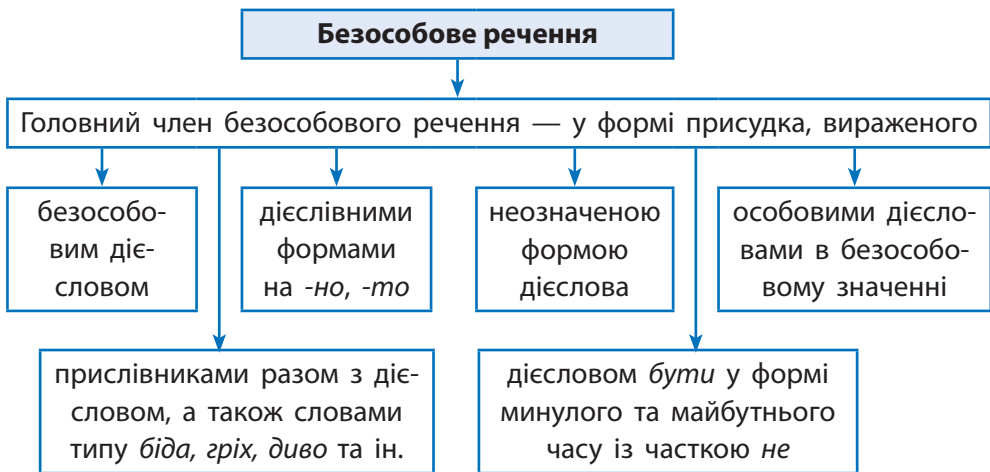 Безособове речення
Головний член безособового речення — у формі присудка, вираженого
безособо-
вим діє-
словом
дієслівними
формами
на -но, -то
неозначеною
формою
дієслова
особовими дієсло-
вами в безособо-
вому значенні
прислівниками разом з діє-
словом, а також словами
типу біда, гріх, диво та ін.
дієсловом бути у формі
минулого та майбутнього
часу із часткою не